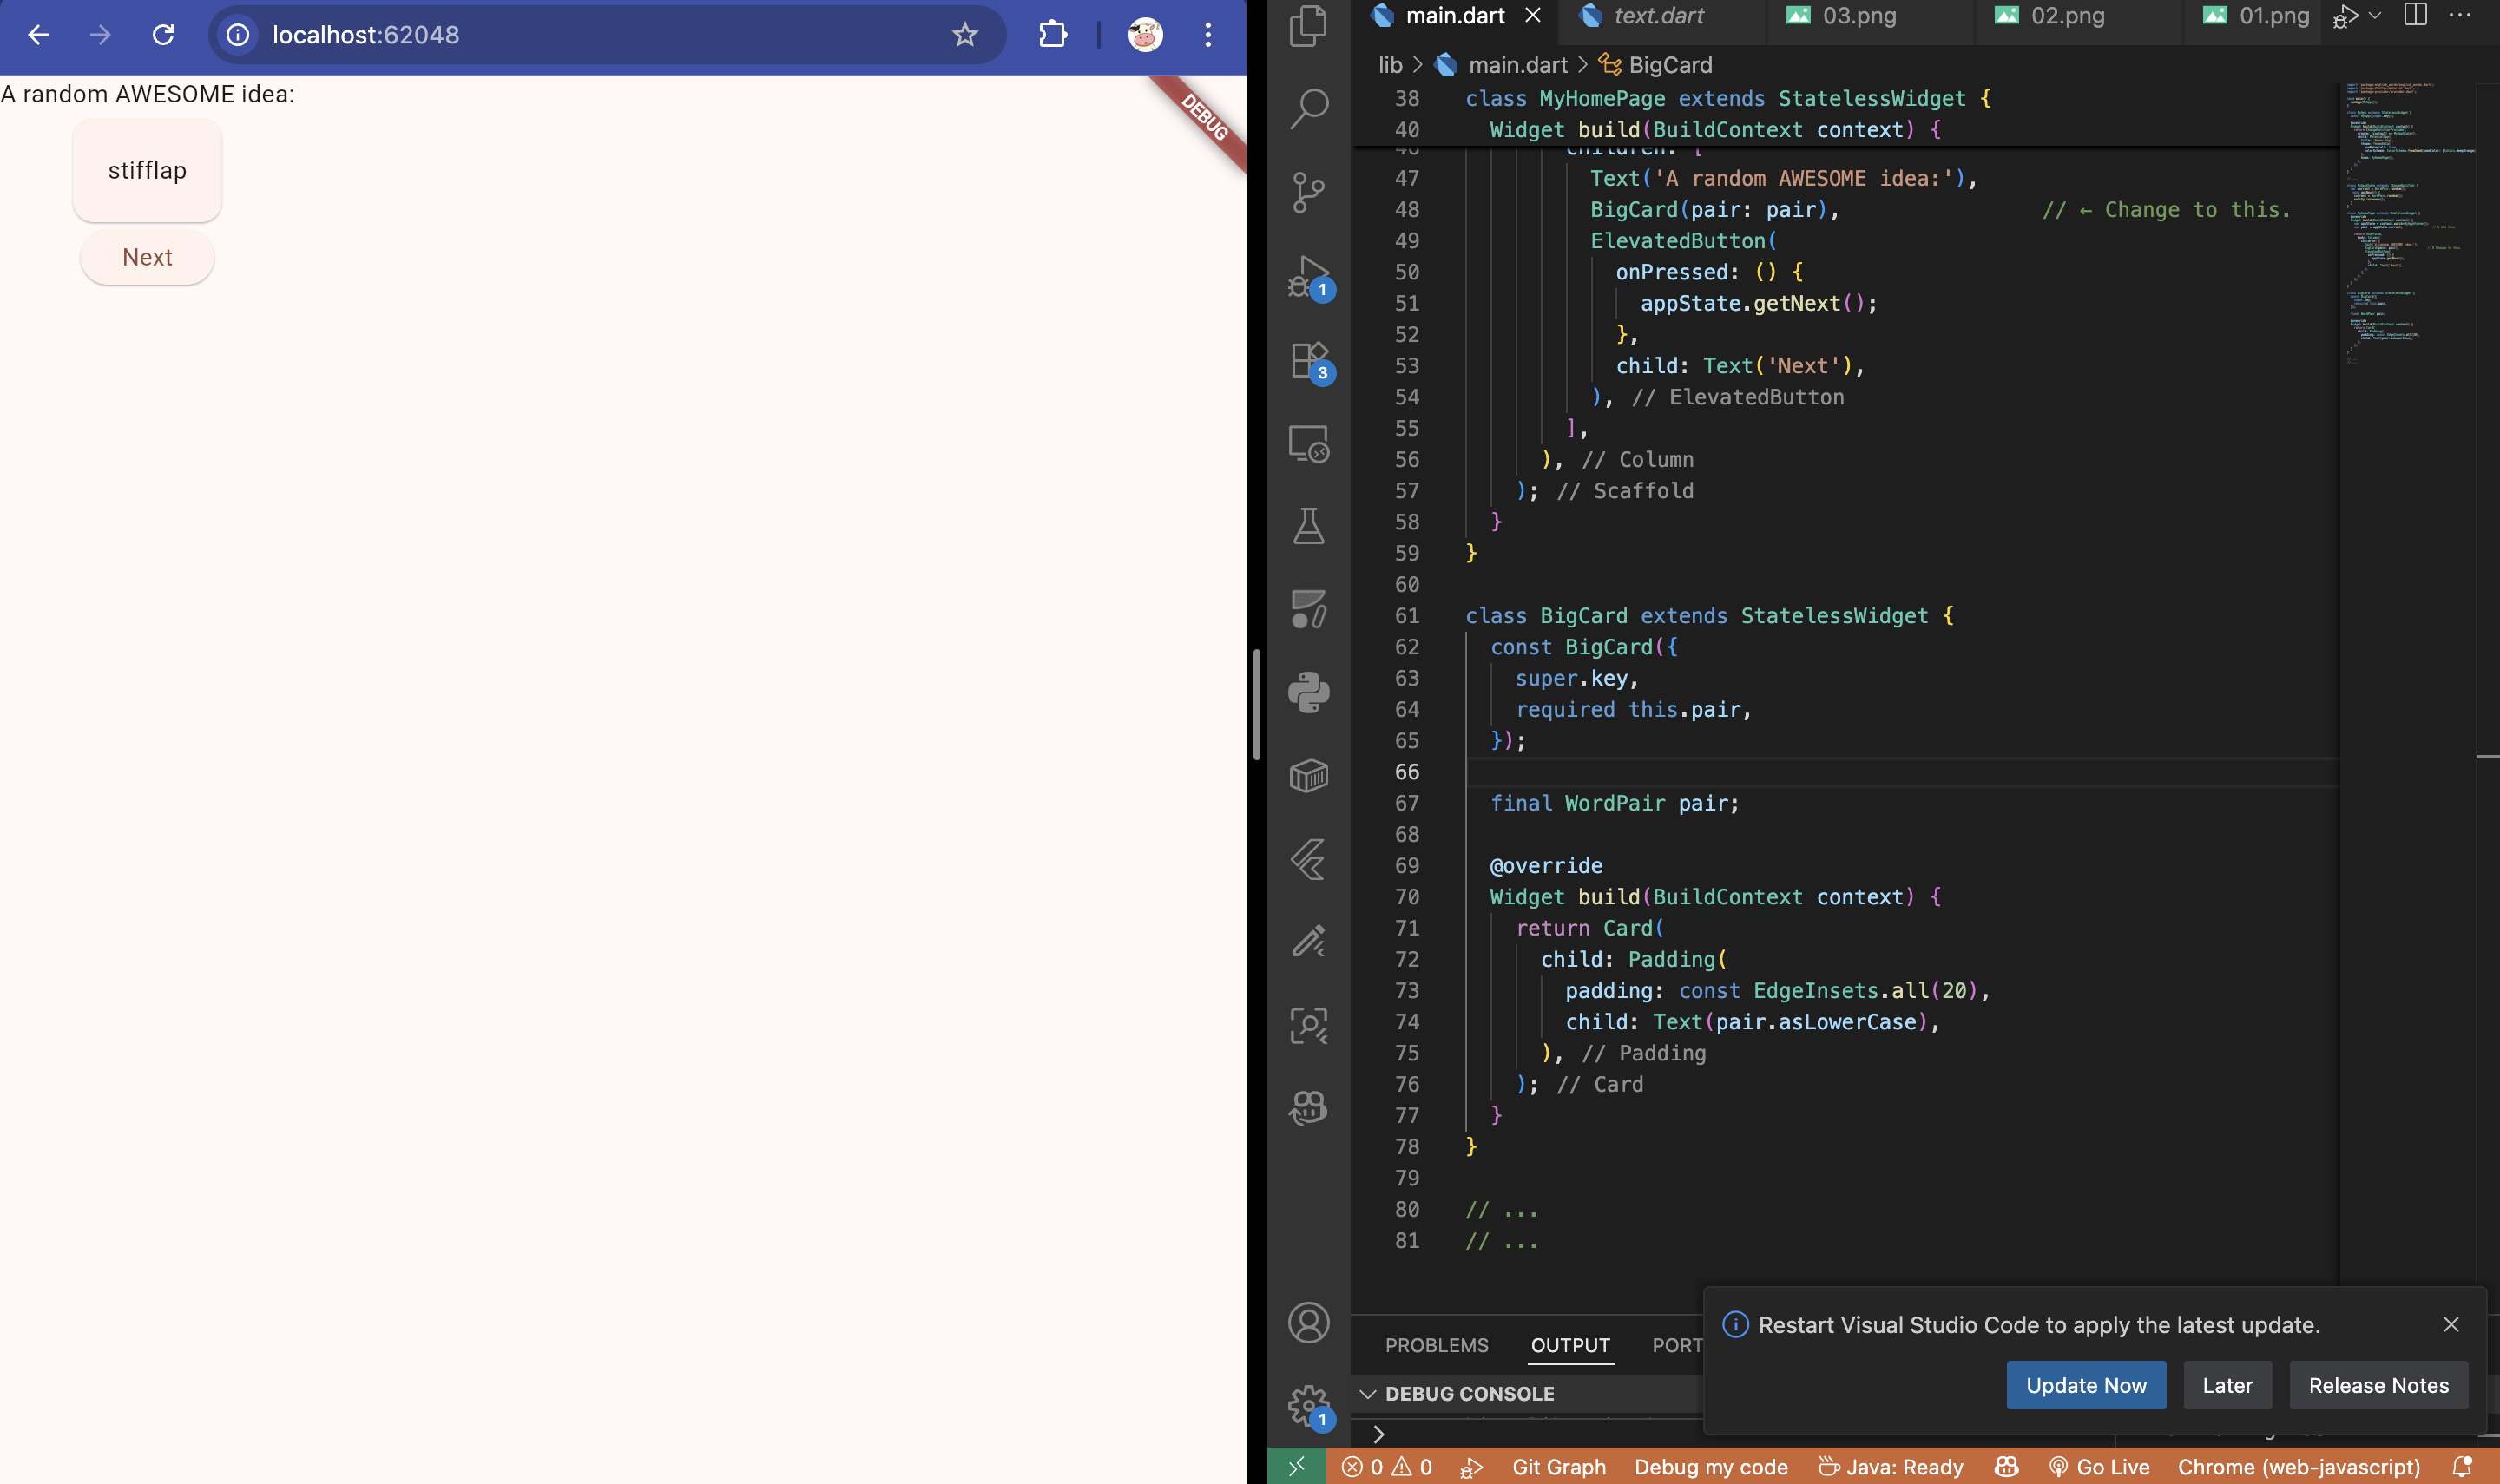 localhost:62048
A random AWESOME idea:
DEBUG
stifflap
Next
1
3
1
main.dart
text.dart
03.png
02.png
01.png
lib > main.dart > BigCard
38 class MyHomePage extends StatelessWidget {
40 Widget build(BuildContext context) {
46 children: [
47 Text('A random AWESOME idea:'),
48 BigCard(pair: pair), // ← Change to this.
49 ElevatedButton(
50 onPressed: () {
51 appState.getNext();
52 },
53 child: Text('Next'),
54 ), // ElevatedButton
55 ],
56 ), // Column
57 ); // Scaffold
58 }
59 }
60
61 class BigCard extends StatelessWidget {
62 const BigCard({
63 super.key,
64 required this.pair,
65 });
66
67 final WordPair pair;
68
69 @override
70 Widget build(BuildContext context) {
71 return Card(
72 child: Padding(
73 padding: const EdgeInsets.all(20),
74 child: Text(pair.asLowerCase),
75 ), // Padding
76 ); // Card
77 }
78 }
79
80 // ...
81 // ...
PROBLEMS OUTPUT PORT
DEBUG CONSOLE
>
Restart Visual Studio Code to apply the latest update.
Update Now Later Release Notes
0 0 Git Graph Debug my code Java: Ready Go Live Chrome (web-javascript)